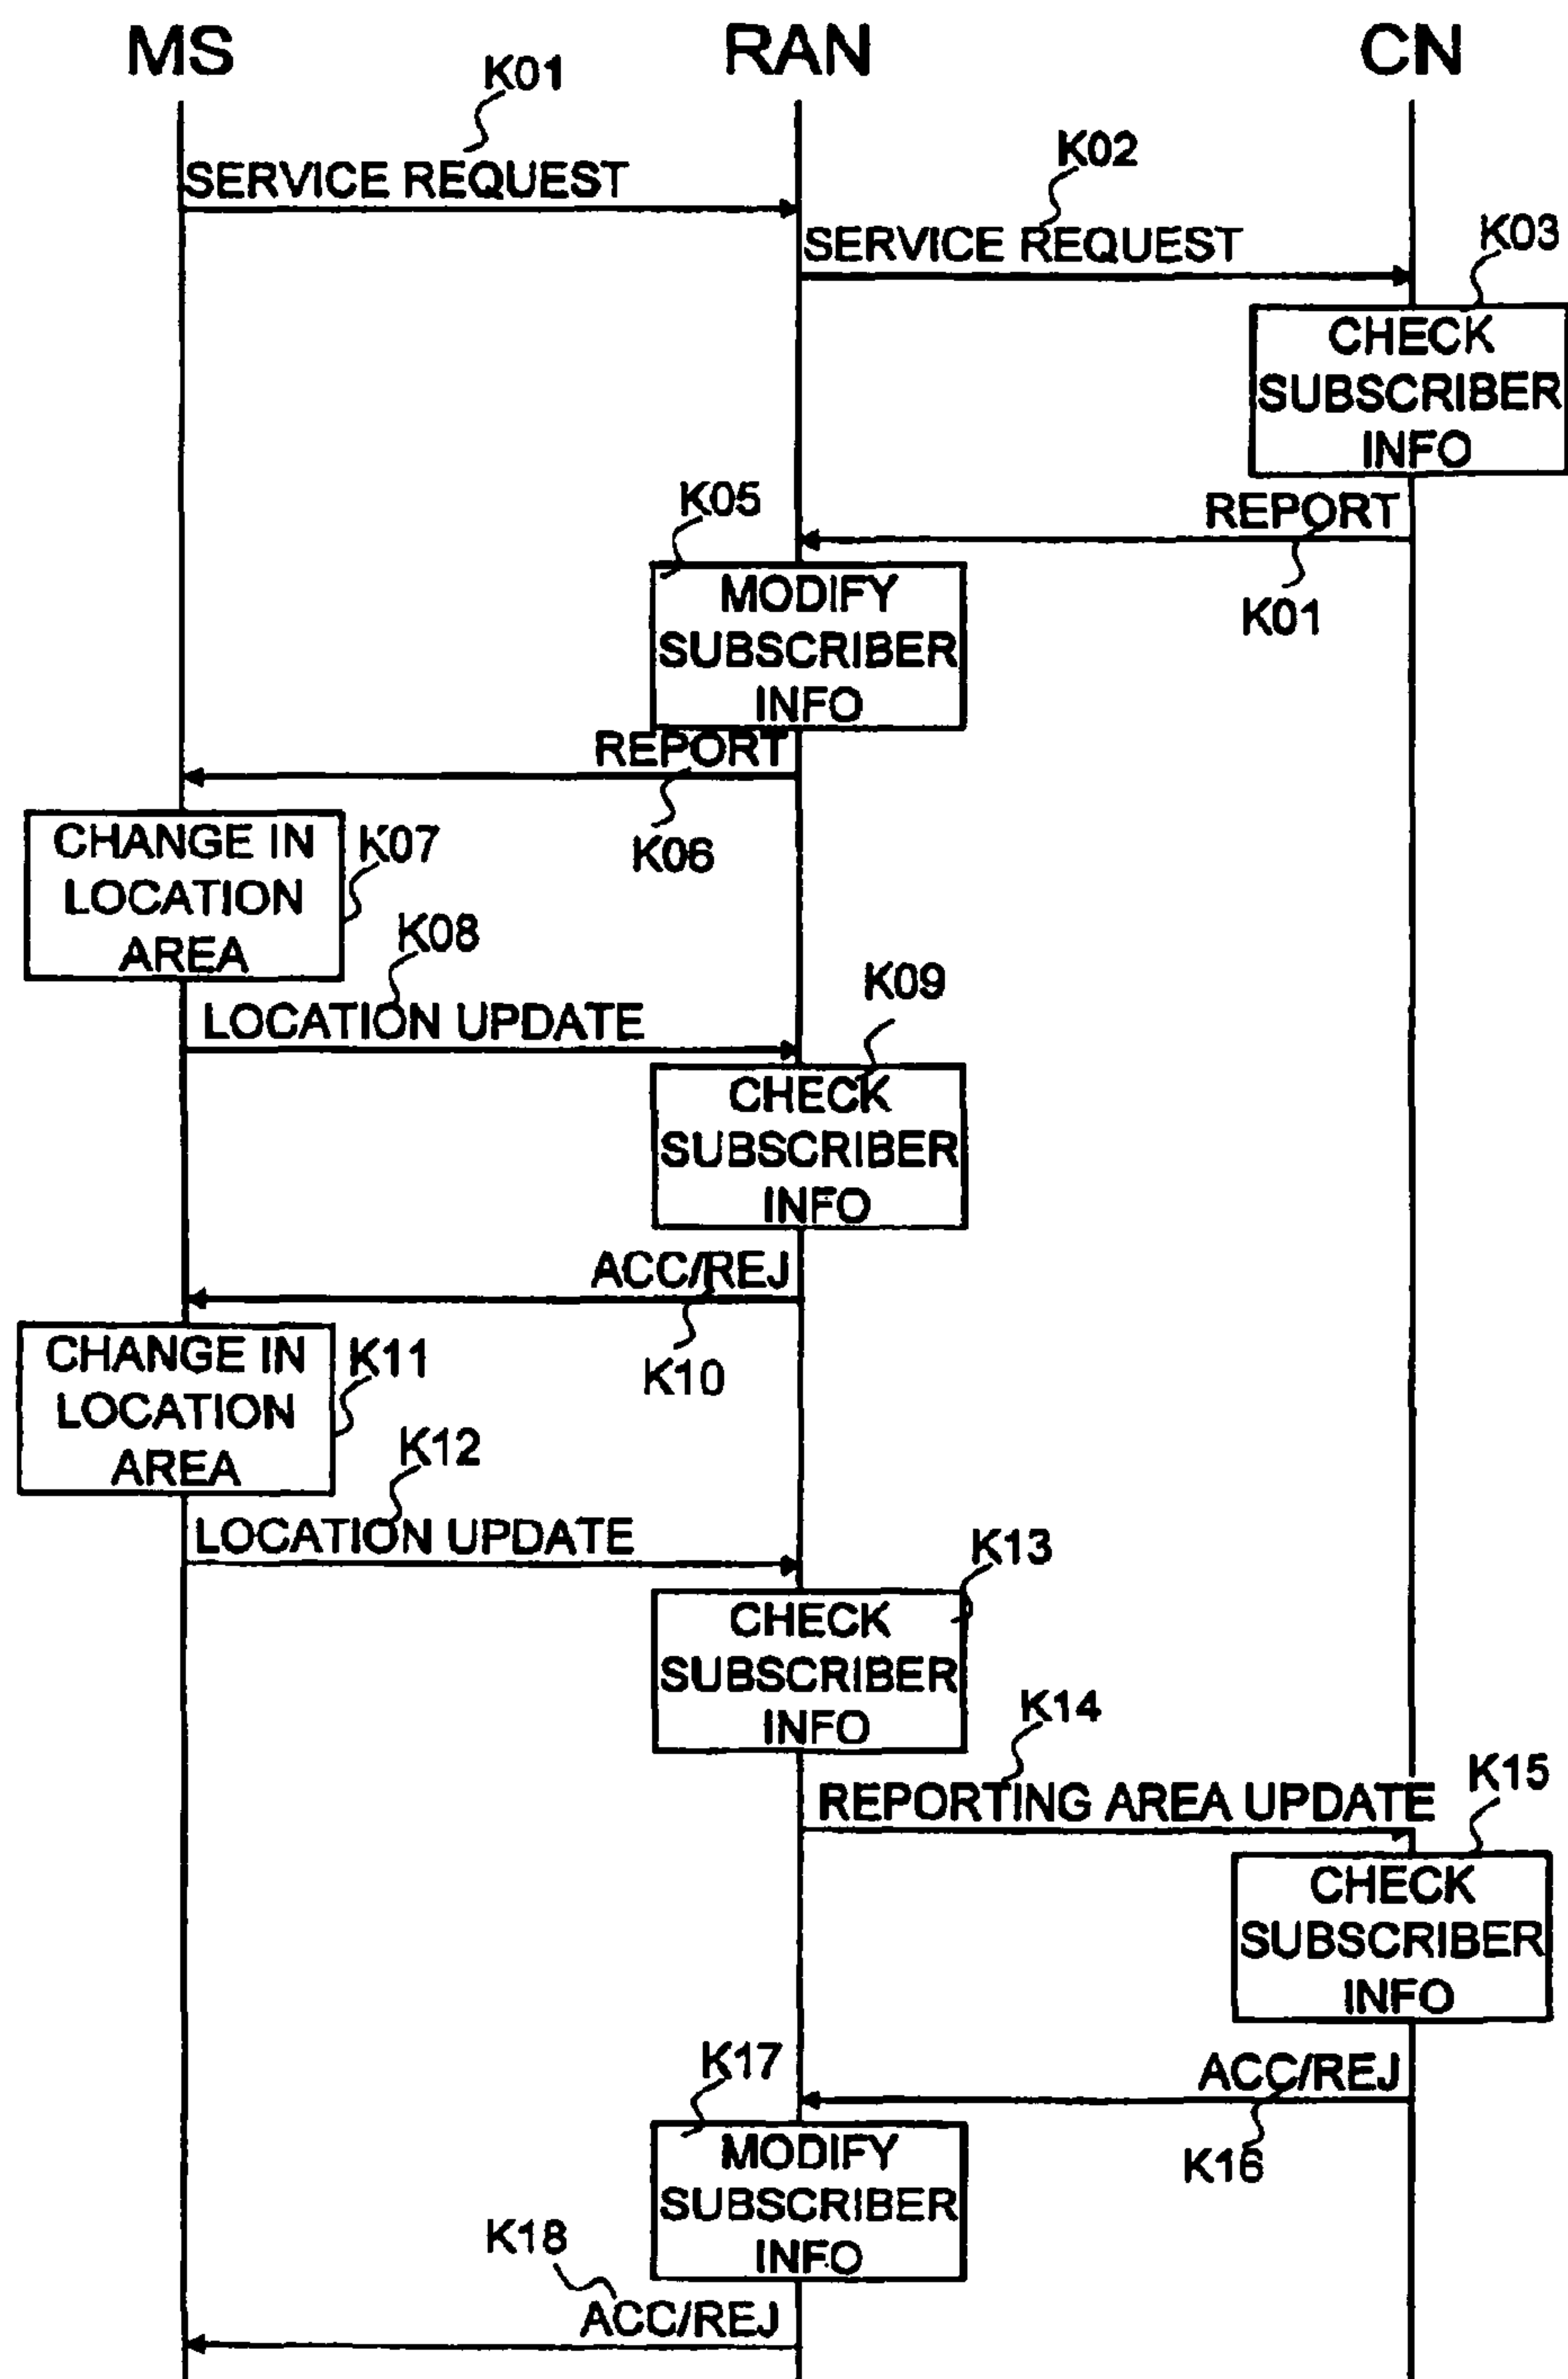 MS
RAN
CN
K01
SERVICE REQUEST
K02
SERVICE REQUEST
K03
CHECK
SUBSCRIBER
INFO
REPORT
K01
K05
MODIFY
SUBSCRIBER
INFO
REPORT
K06
CHANGE IN
LOCATION
AREA
K07
K08
LOCATION UPDATE
K09
CHECK
SUBSCRIBER
INFO
ACC/REJ
K10
CHANGE IN
LOCATION
AREA
K11
K12
LOCATION UPDATE
K13
CHECK
SUBSCRIBER
INFO
K14
REPORTING AREA UPDATE
K15
CHECK
SUBSCRIBER
INFO
ACC/REJ
K16
K17
MODIFY
SUBSCRIBER
INFO
K18
ACC/REJ